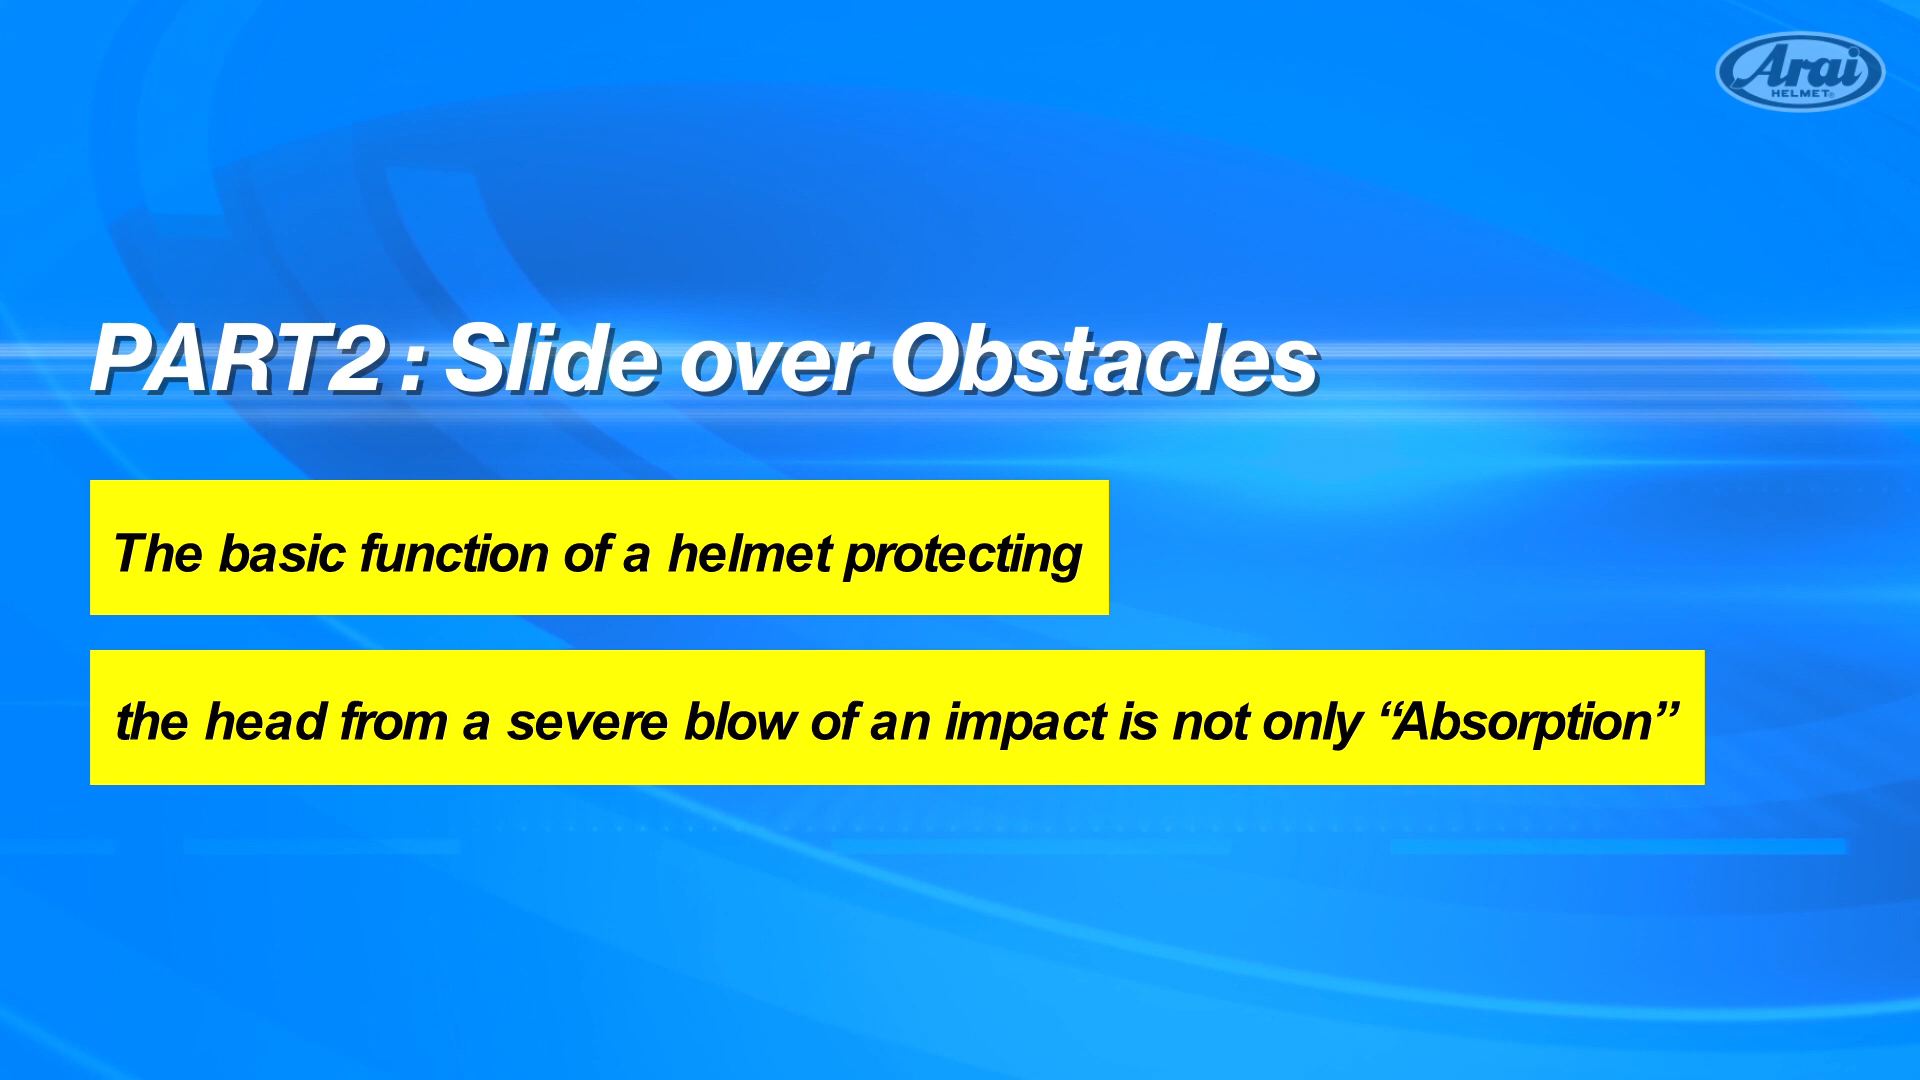 Arai
HELMET®
PART2 : Slide over Obstacles
The basic function of a helmet protecting
the head from a severe blow of an impact is not only “Absorption”